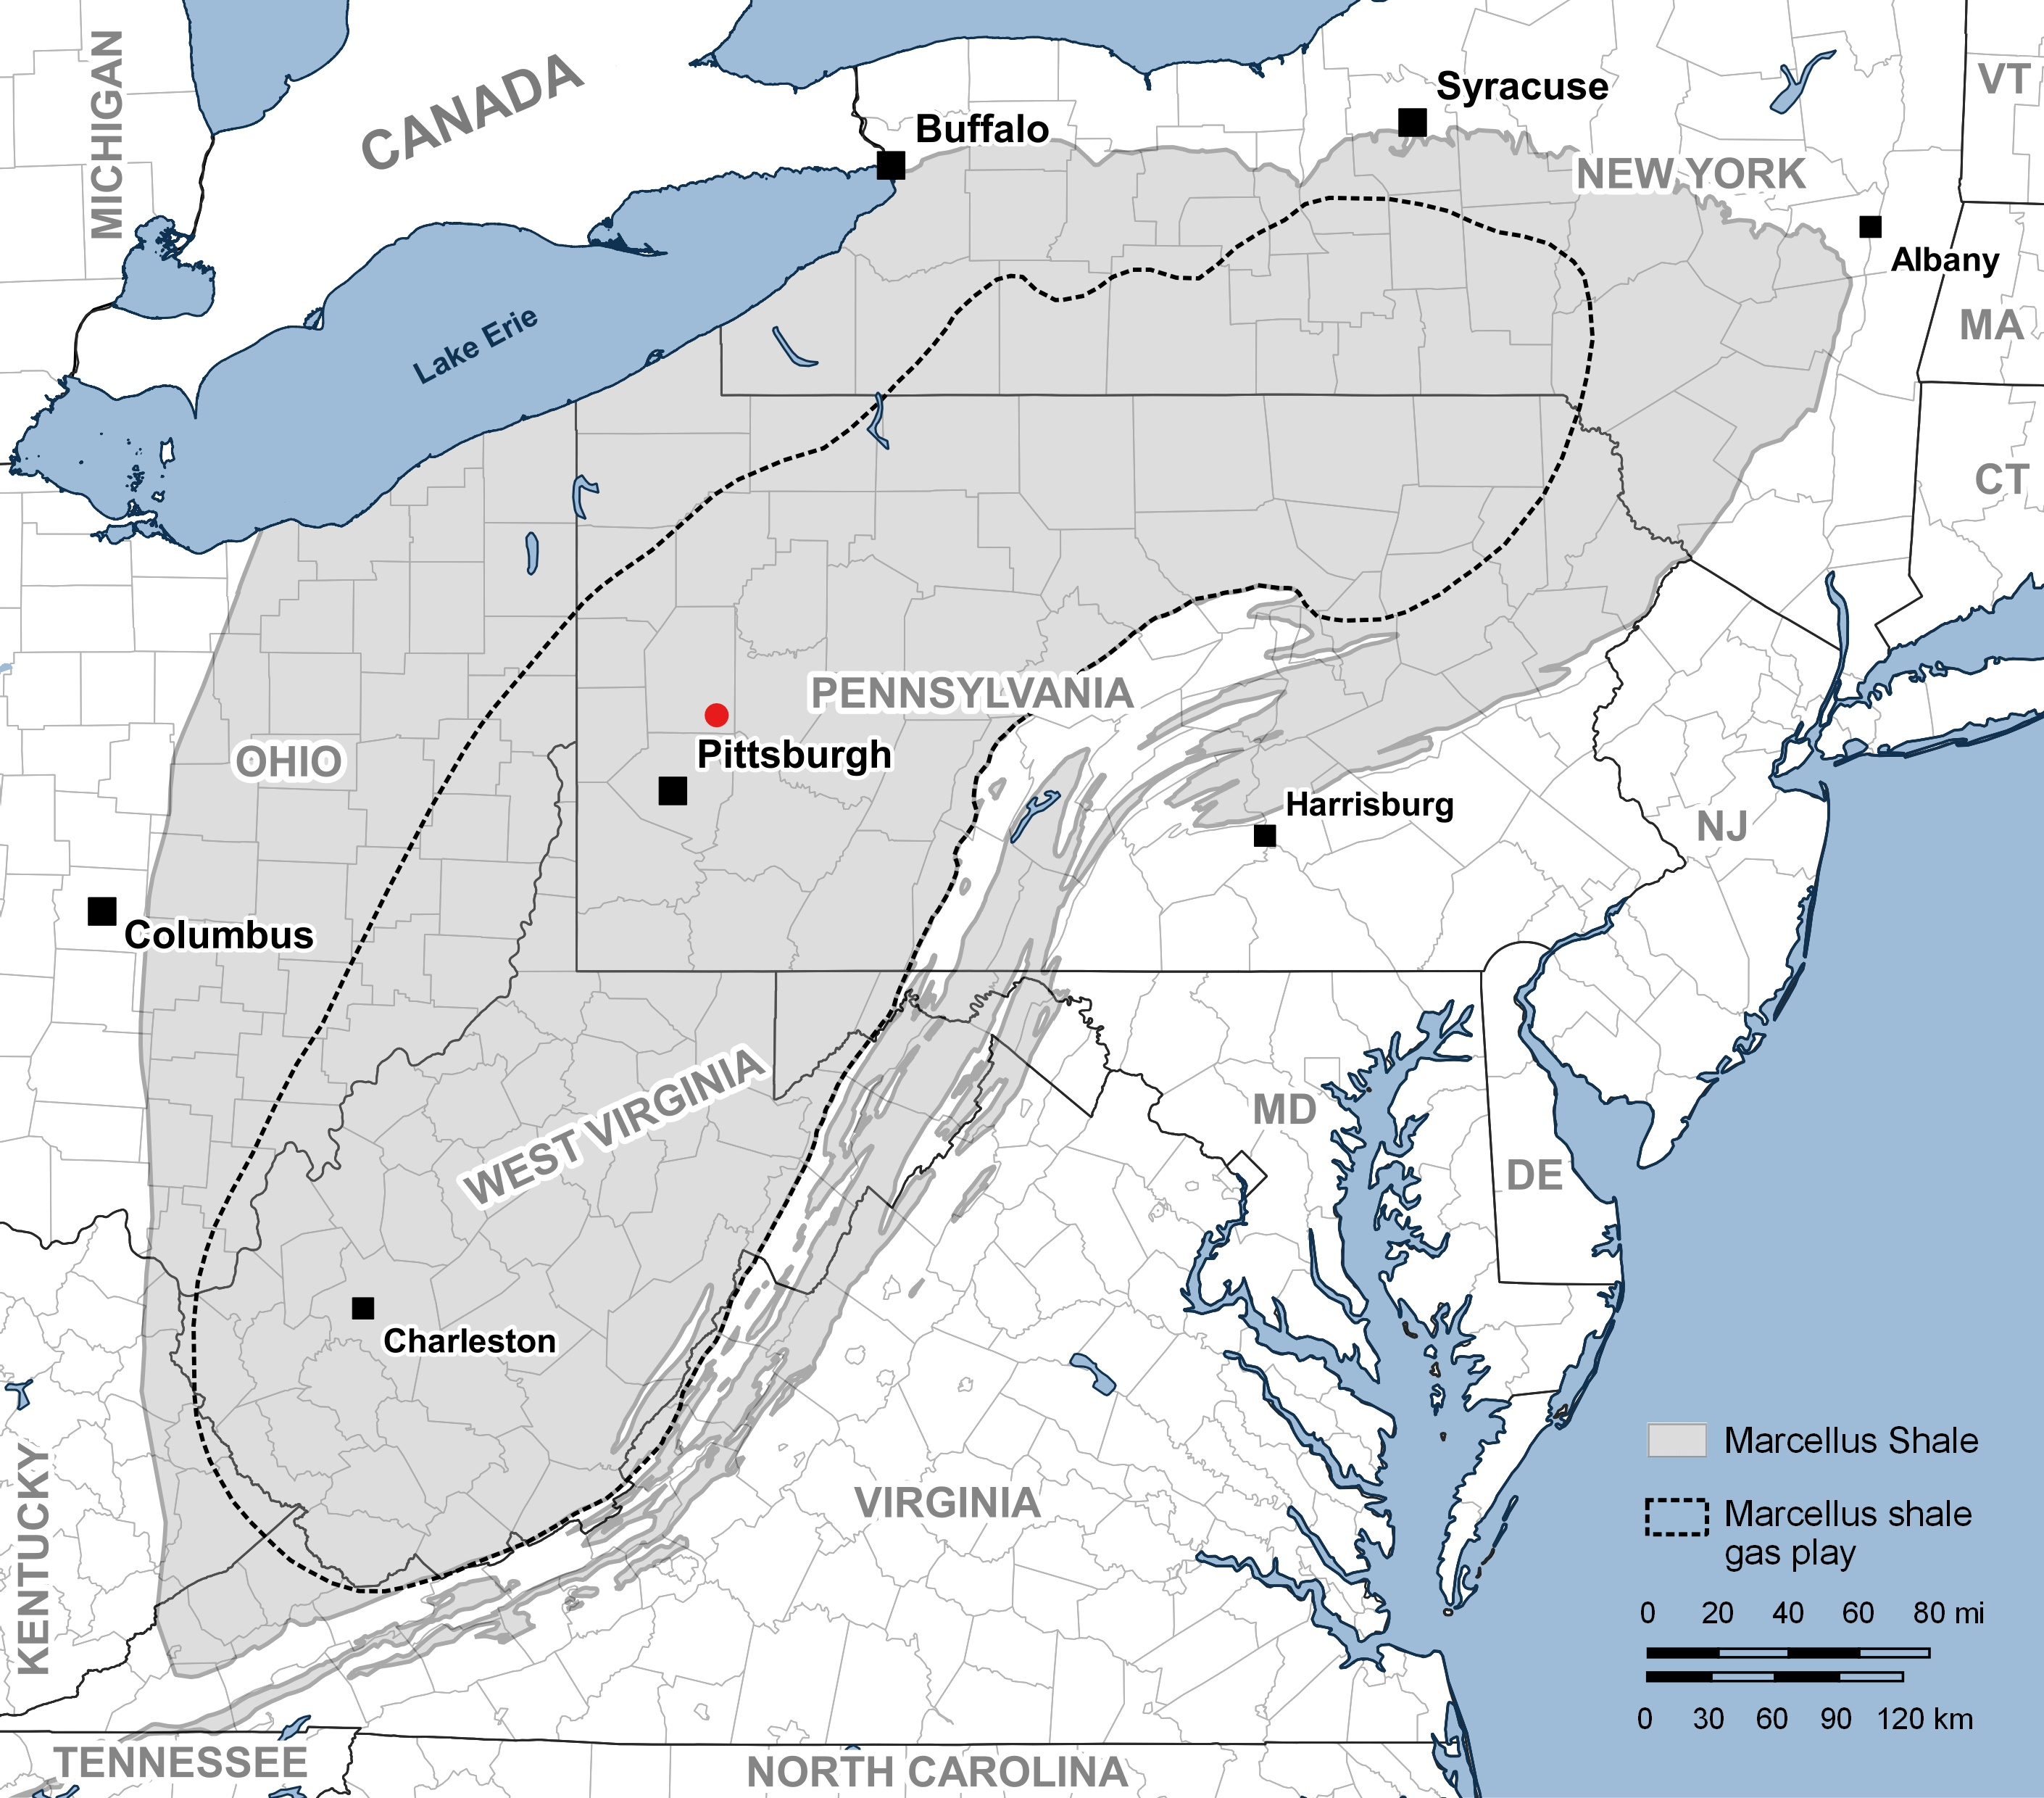 MICHIGAN
CANADA
Syracuse
VT
Buffalo
NEW YORK
Albany
MA
Lake Erie
CT
PENNSYLVANIA
OHIO
Pittsburgh
Harrisburg
NJ
Columbus
WEST VIRGINIA
MD
DE
Charleston
KENTUCKY
VIRGINIA
Marcellus Shale
Marcellus shale
gas play
0 20 40 60 80 mi
0 30 60 90 120 km
TENNESSEE
NORTH CAROLINA